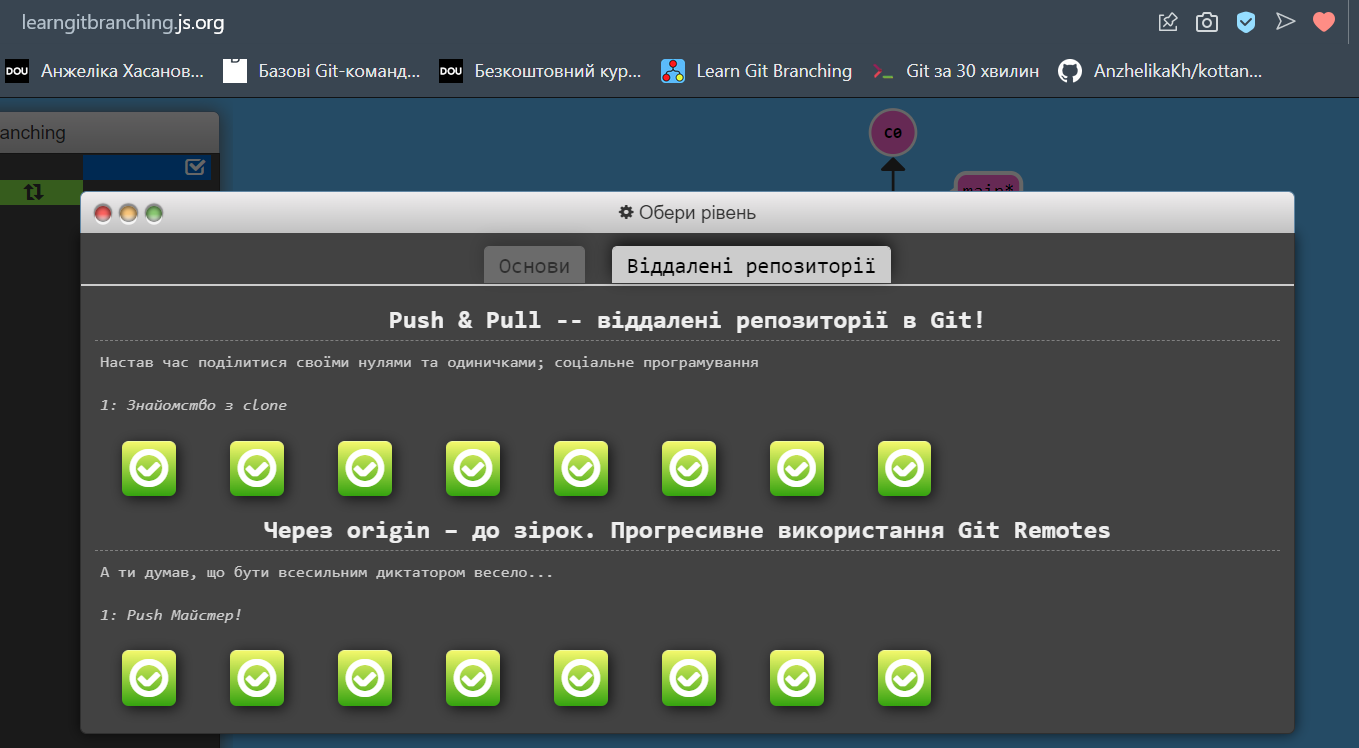 learngitbranching.js.org
DOU Анжеліка Хасанов... Базові Git-команд... DOU Безкоштовний кур... Learn Git Branching Git за 30 хвилин AnzhelikaKh/kottan...
anching
c0
main*
Обери рівень
Основи Віддалені репозиторії
Push & Pull -- віддалені репозиторії в Git!
Настав час поділитися своїми нулями та одиничками; соціальне програмування
1: Знайомство з clone
Через origin – до зірок. Прогресивне використання Git Remotes
А ти думав, що бути всесильним диктатором весело...
1: Push Майстер!